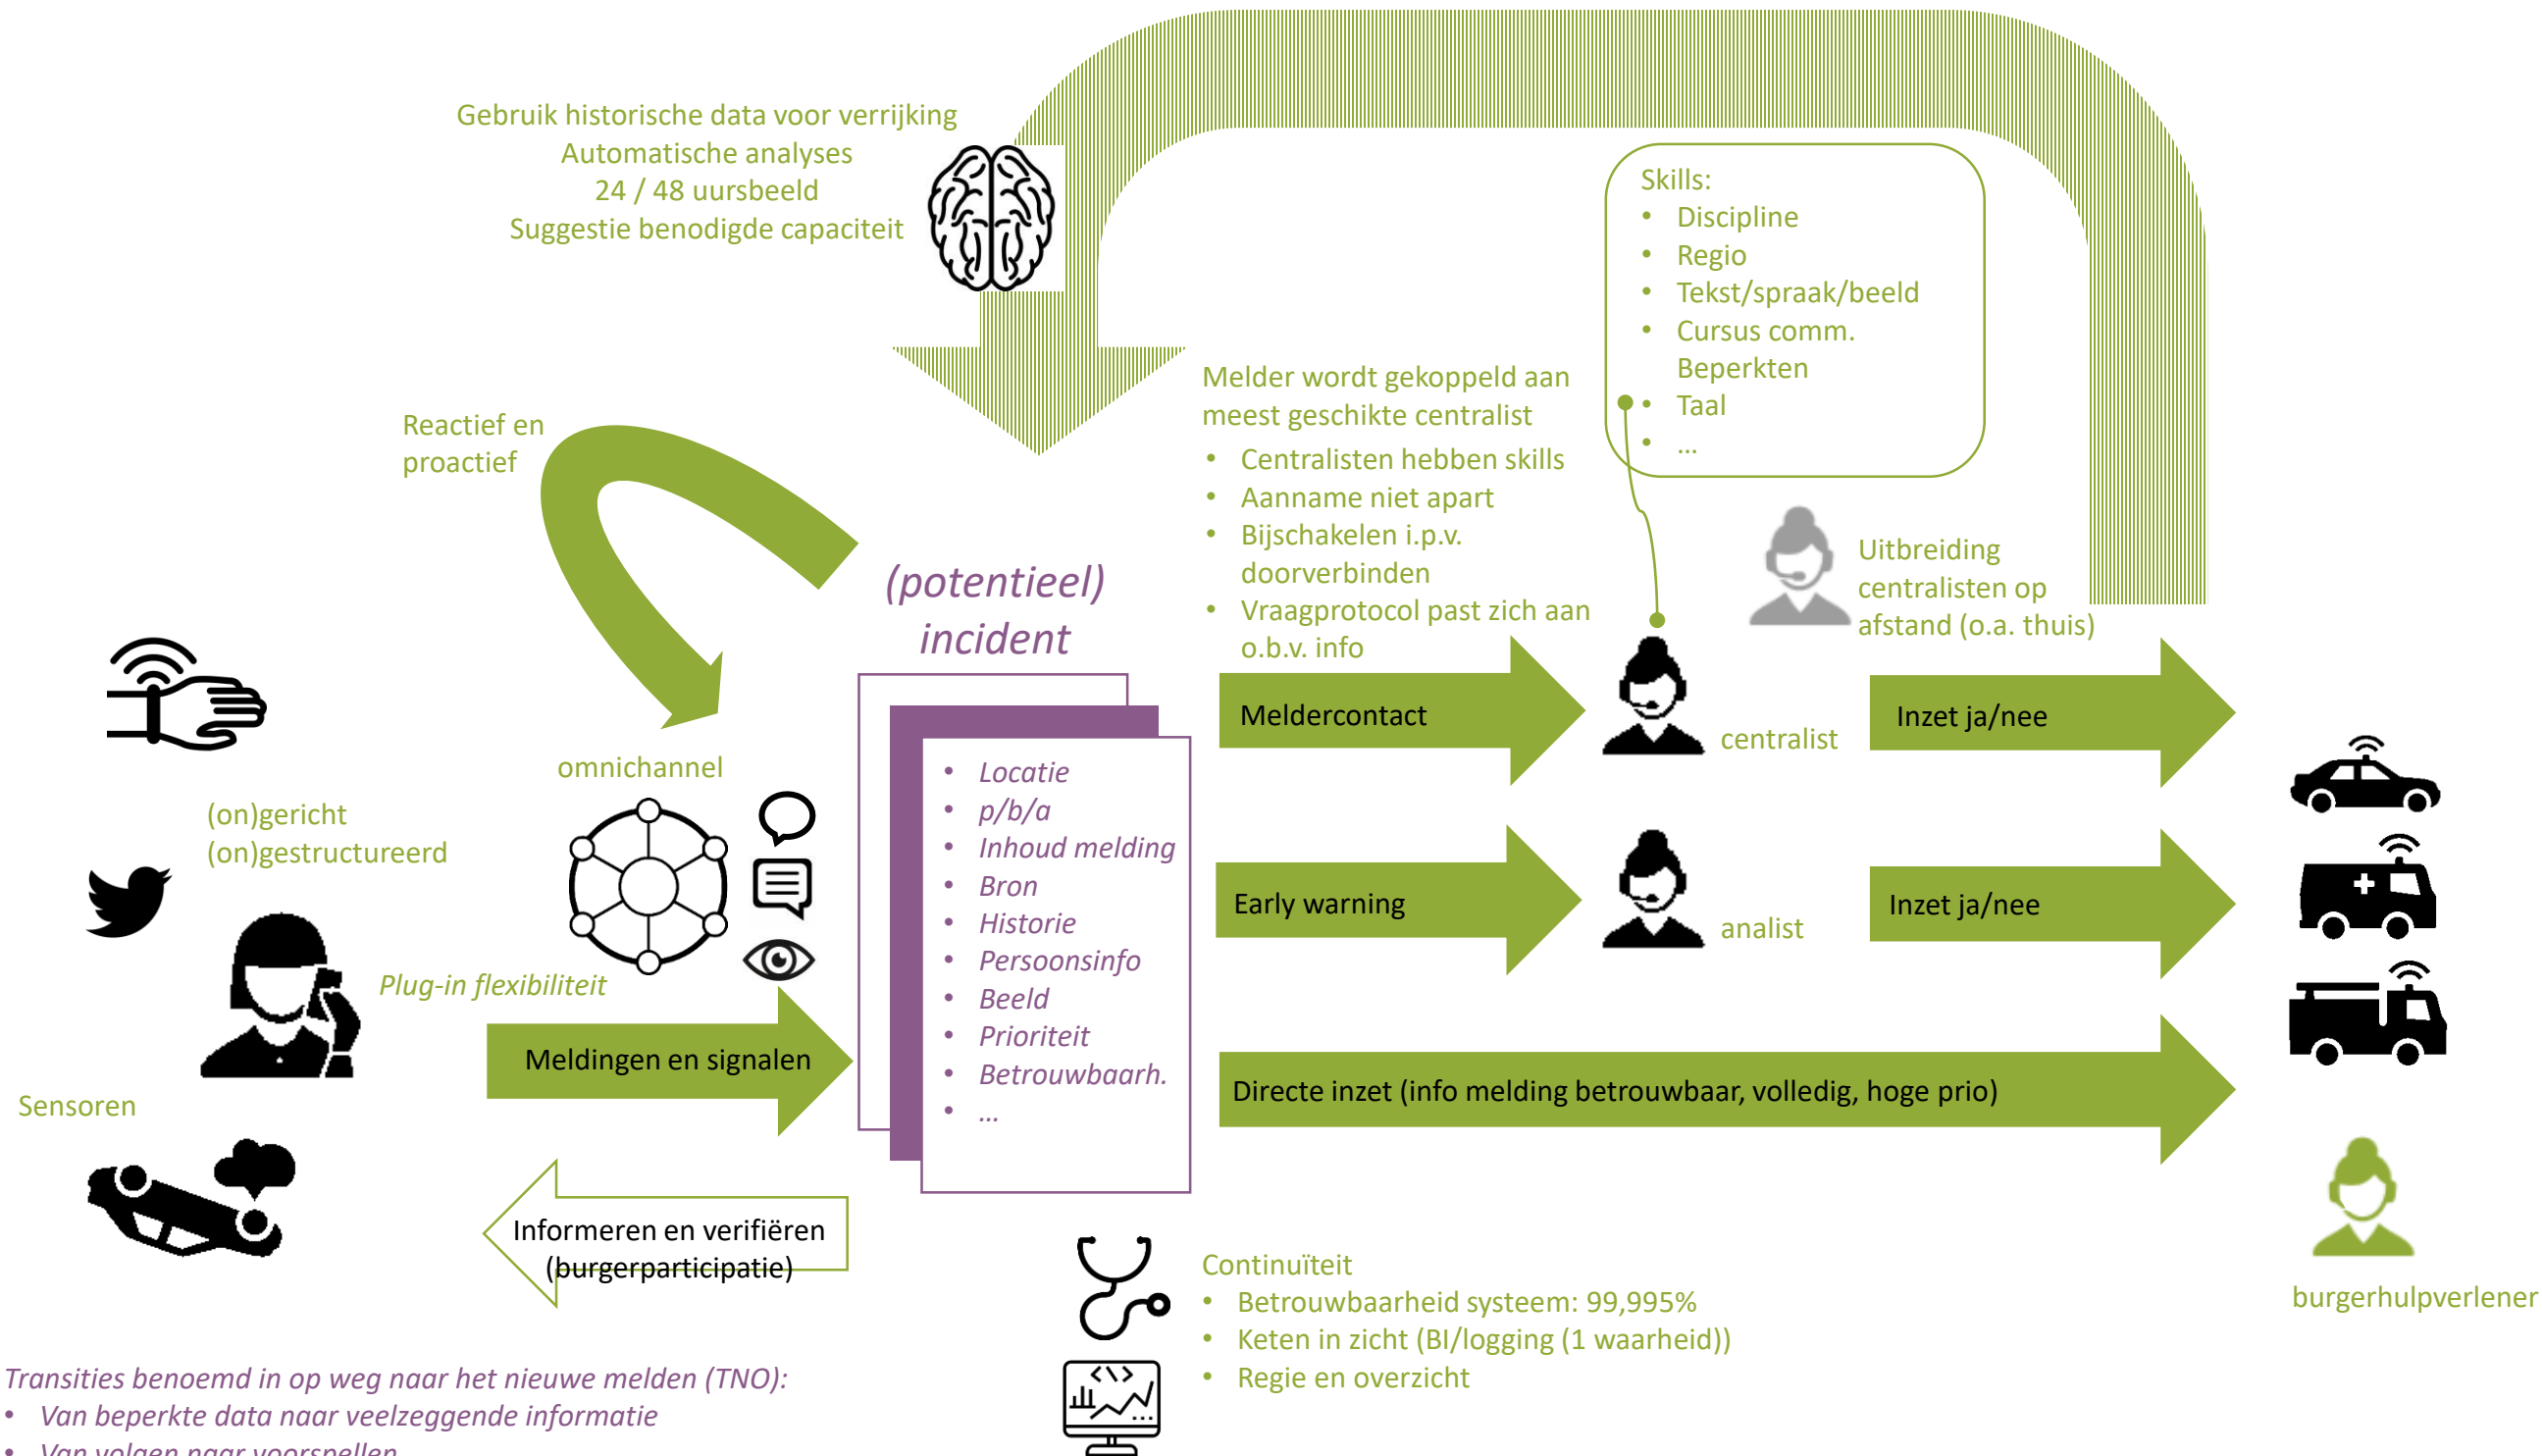 Gebruik historische data voor verrijking
Automatische analyses
24 / 48 uursbeeld
Suggestie benodigde capaciteit
Skills:
• Discipline
• Regio
• Tekst/spraak/beeld
• Cursus comm.
Beperkten
• Taal
• ...
Reactief en
proactief
Melder wordt gekoppeld aan
meest geschikte centralist
• Centralisten hebben skills
• Aanname niet apart
• Bijschakelen i.p.v.
doorverbinden
• Vraagprotocol past zich aan
o.b.v. info
Uitbreiding
centralisten op
afstand (o.a. thuis)
(potentieel)
incident
Meldercontact
centralist
Inzet ja/nee
omnichannel
(on)gericht
(on)gestructureerd
• Locatie
• p/b/a
• Inhoud melding
• Bron
• Historie
• Persoonsinfo
• Beeld
• Prioriteit
• Betrouwbaarh.
• ...
Early warning
analist
Inzet ja/nee
Plug-in flexibiliteit
Meldingen en signalen
Directe inzet (info melding betrouwbaar, volledig, hoge prio)
Sensoren
Informeren en verifiëren
(burgerparticipatie)
Continuïteit
• Betrouwbaarheid systeem: 99,995%
• Keten in zicht (BI/logging (1 waarheid))
• Regie en overzicht
burgerhulpverlener
Transities benoemd in op weg naar het nieuwe melden (TNO):
• Van beperkte data naar veelzeggende informatie
• Van volgen naar voorspellen